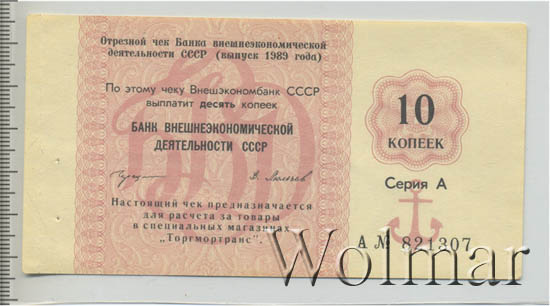 Отрезной чек Банка внешнеэкономической
деятельности СССР (выпуск 1989 года)
По этому чеку Внешэкономбанк СССР
выплатит десять копеек
БАНК ВНЕШНЕЭКОНОМИЧЕСКОЙ
ДЕЯТЕЛЬНОСТИ СССР
Настоящий чек предназначается
для расчета за товары
в специальных магазинах
„Торгмортранс".
10
КОПЕЕК
Серия А
А № 821307
Wolmar